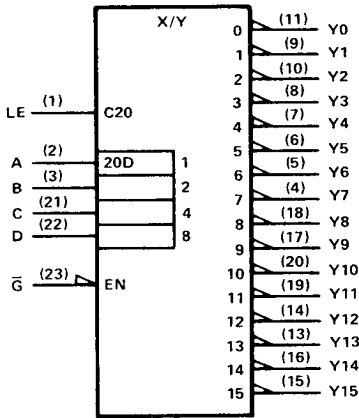 X/Y
0 (11) Y0
1 (9) Y1
2 (10) Y2
3 (8) Y3
LE (1) C20
4 (7) Y4
5 (6) Y5
A (2) 20D 1
6 (5) Y6
B (3) 2
7 (4) Y7
C (21) 4
8 (18) Y8
D (22) 8
9 (17) Y9
10 (20) Y10
G̅ (23) EN
11 (19) Y11
12 (14) Y12
13 (13) Y13
14 (16) Y14
15 (15) Y15